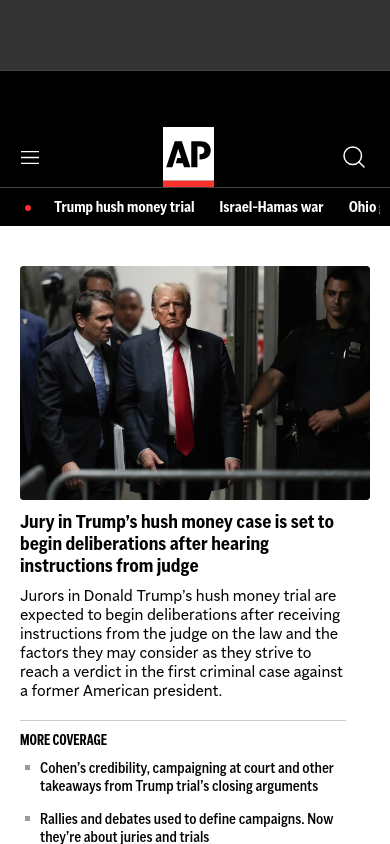 AP
Trump hush money trial Israel-Hamas war Ohio
Jury in Trump’s hush money case is set to
begin deliberations after hearing
instructions from judge
Jurors in Donald Trump’s hush money trial are
expected to begin deliberations after receiving
instructions from the judge on the law and the
factors they may consider as they strive to
reach a verdict in the first criminal case against
a former American president.
MORE COVERAGE
Cohen’s credibility, campaigning at court and other
takeaways from Trump trial’s closing arguments
Rallies and debates used to define campaigns. Now
they’re about juries and trials